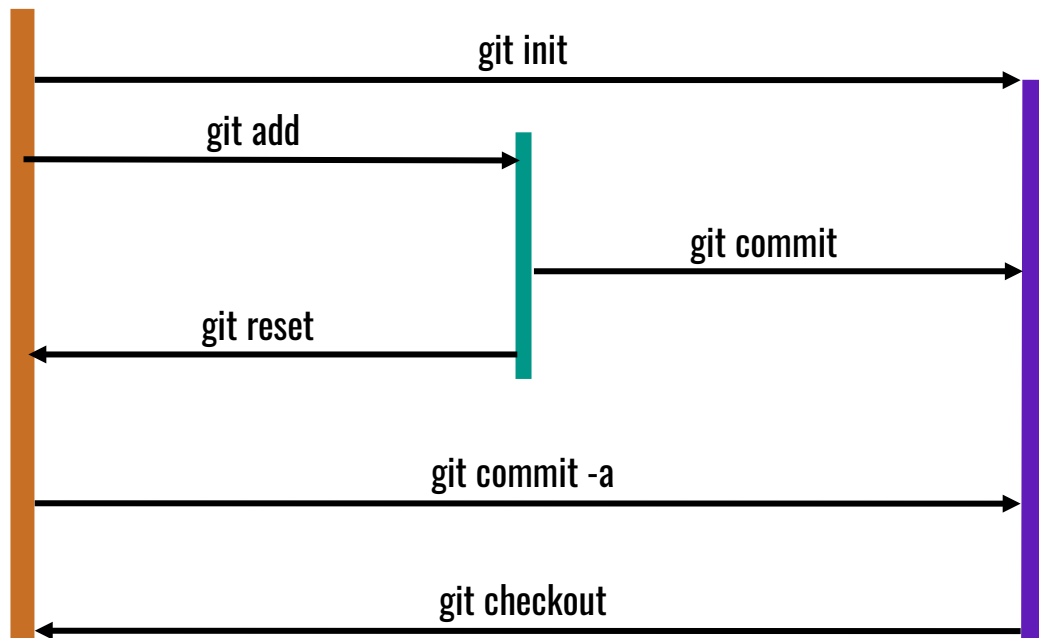 git init
git add
git commit
git reset
git commit -a
git checkout